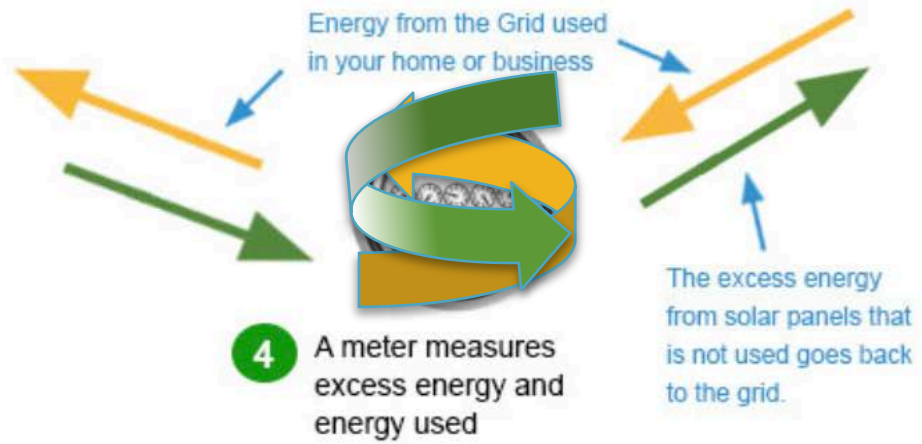 Energy from the Grid used
in your home or business
4
A meter measures
excess energy and
energy used
The excess energy
from solar panels that
is not used goes back
to the grid.